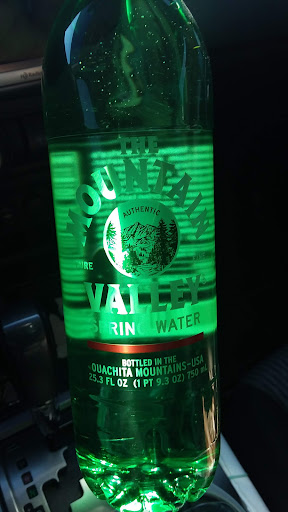 THE
MOUNTAIN
AUTHENTIC
VALLEY
SPRING WATER
BOTTLED IN THE
OUACHITA MOUNTAINS-USA
25.3 FL OZ (1 PT 9.3 OZ) 750 mL